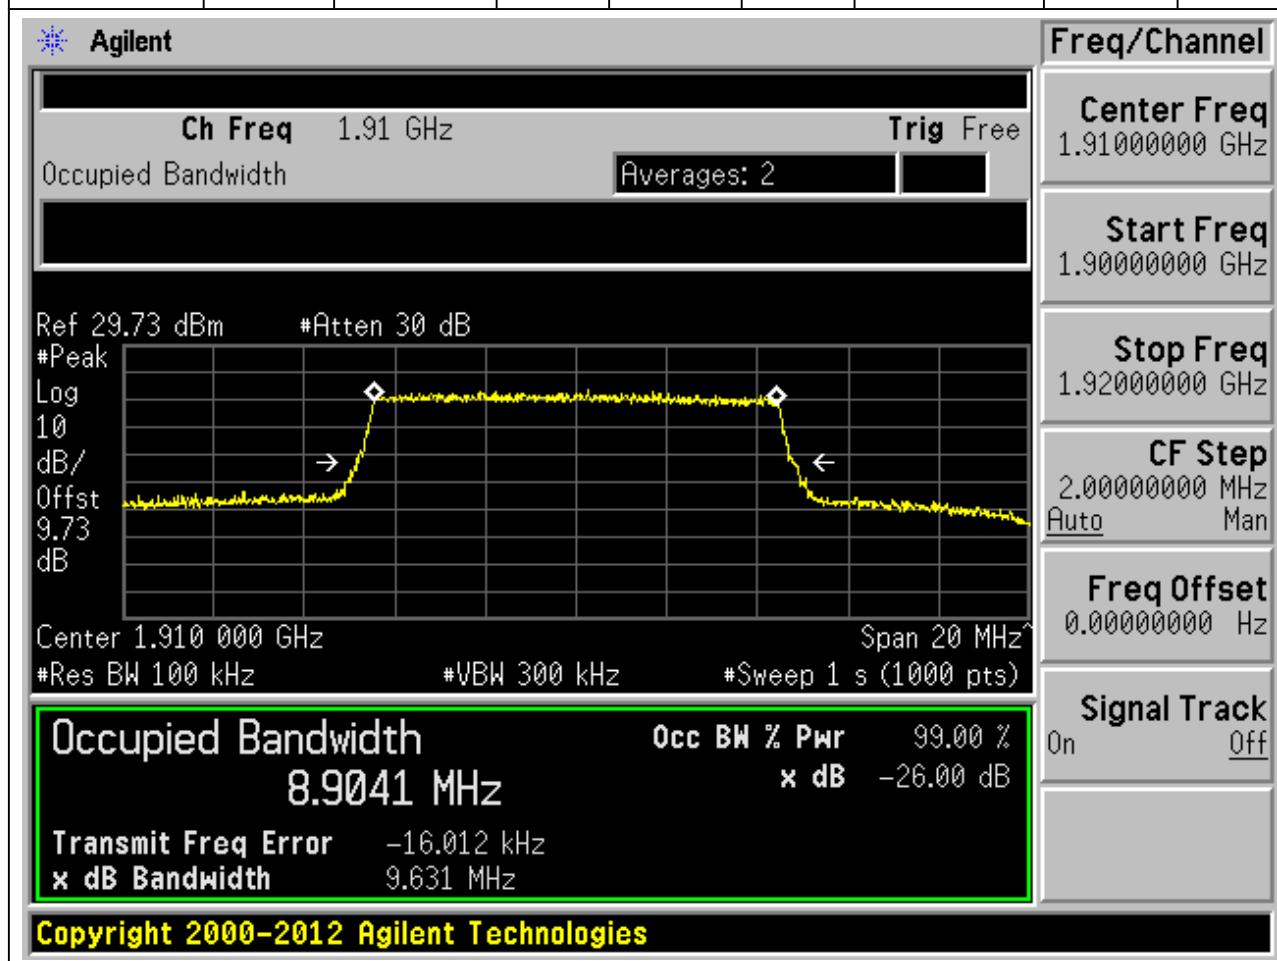 Agilent
Freq/Channel
Ch Freq 1.91 GHz Trig Free
Occupied Bandwidth Averages: 2
Center Freq
1.91000000 GHz
Start Freq
1.90000000 GHz
Stop Freq
1.92000000 GHz
CF Step
2.00000000 MHz
Auto Man
Freq Offset
0.00000000 Hz
Signal Track
On Off
Ref 29.73 dBm #Atten 30 dB
#Peak
Log
10
dB/
Offst
9.73
dB
Center 1.910 000 GHz Span 20 MHz^
#Res BW 100 kHz #VBW 300 kHz #Sweep 1 s (1000 pts)
Occupied Bandwidth Occ BW % Pwr 99.00 %
8.9041 MHz x dB -26.00 dB
Transmit Freq Error -16.012 kHz
x dB Bandwidth 9.631 MHz
Copyright 2000-2012 Agilent Technologies